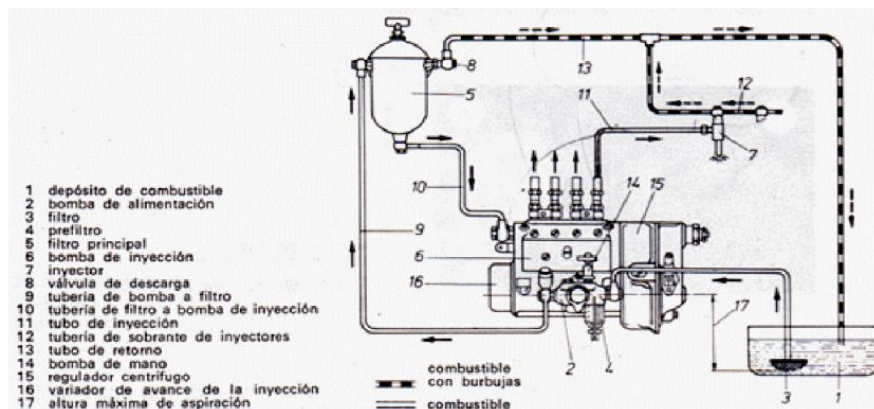 1 depósito de combustible
2 bomba de alimentación
3 filtro
4 prefiltro
5 filtro principal
6 bomba de inyección
7 inyector
8 válvula de descarga
9 tubería de bomba a filtro
10 tubería de filtro a bomba de inyección
11 tubo de inyección
12 tubería de sobrante de inyectores
13 tubo de retorno
14 bomba de mano
15 regulador centrífugo
16 variador de avance de la inyección
17 altura máxima de aspiración
8
13
12
5
11
7
10
14
15
9
6
16
17
2
4
3
1
combustible
con burbujas
combustible